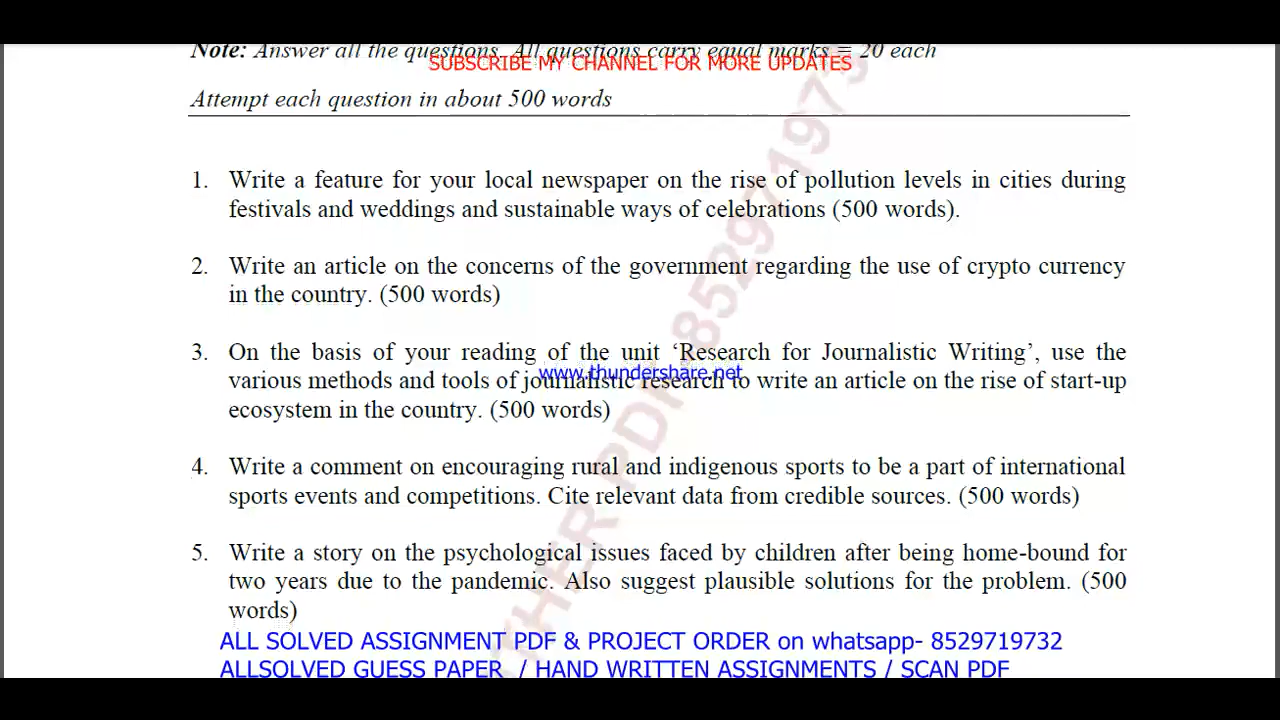 Note: Answer all the questions. All questions carry equal marks = 20 each
SUBSCRIBE MY CHANNEL FOR MORE UPDATES
Attempt each question in about 500 words
1. Write a feature for your local newspaper on the rise of pollution levels in cities during
festivals and weddings and sustainable ways of celebrations (500 words).
2. Write an article on the concerns of the government regarding the use of crypto currency
in the country. (500 words)
3. On the basis of your reading of the unit ‘Research for Journalistic Writing’, use the
www.thundershare.net
various methods and tools of journalistic research to write an article on the rise of start-up
ecosystem in the country. (500 words)
4. Write a comment on encouraging rural and indigenous sports to be a part of international
sports events and competitions. Cite relevant data from credible sources. (500 words)
5. Write a story on the psychological issues faced by children after being home-bound for
two years due to the pandemic. Also suggest plausible solutions for the problem. (500
words)
ALL SOLVED ASSIGNMENT PDF & PROJECT ORDER on whatsapp- 8529719732
ALLSOLVED GUESS PAPER / HAND WRITTEN ASSIGNMENTS / SCAN PDF